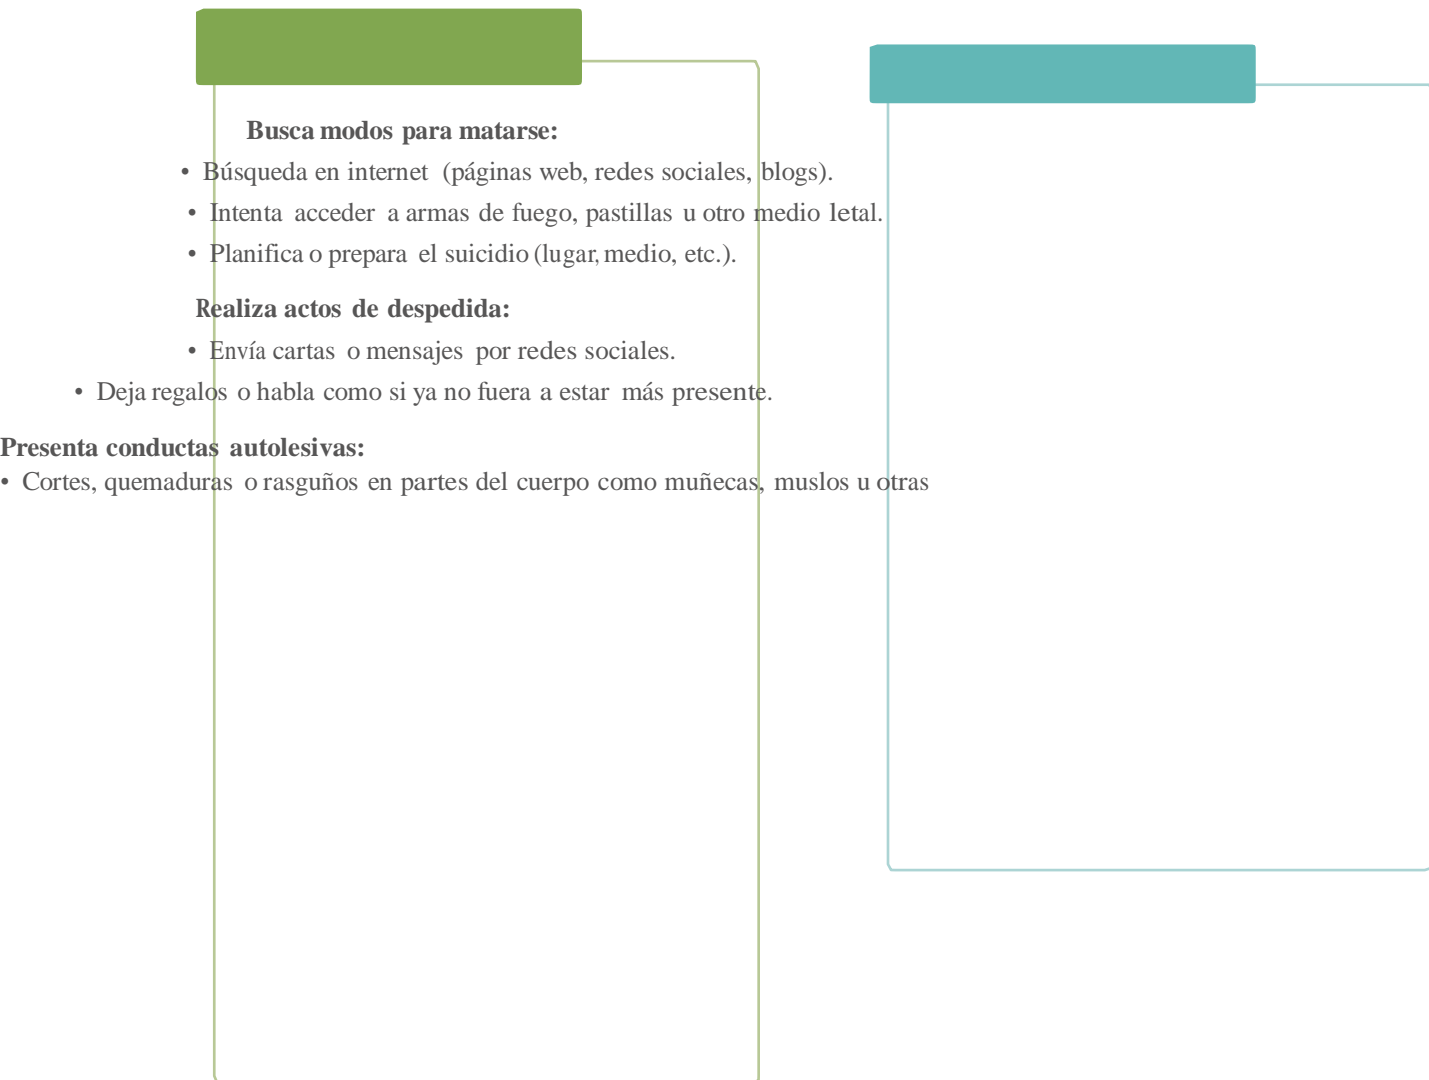 Busca modos para matarse:
• Búsqueda en internet (páginas web, redes sociales, blogs).
• Intenta acceder a armas de fuego, pastillas u otro medio letal.
• Planifica o prepara el suicidio (lugar, medio, etc.).
Realiza actos de despedida:
• Envía cartas o mensajes por redes sociales.
• Deja regalos o habla como si ya no fuera a estar más presente.
Presenta conductas autolesivas:
• Cortes, quemaduras o rasguños en partes del cuerpo como muñecas, muslos u otras